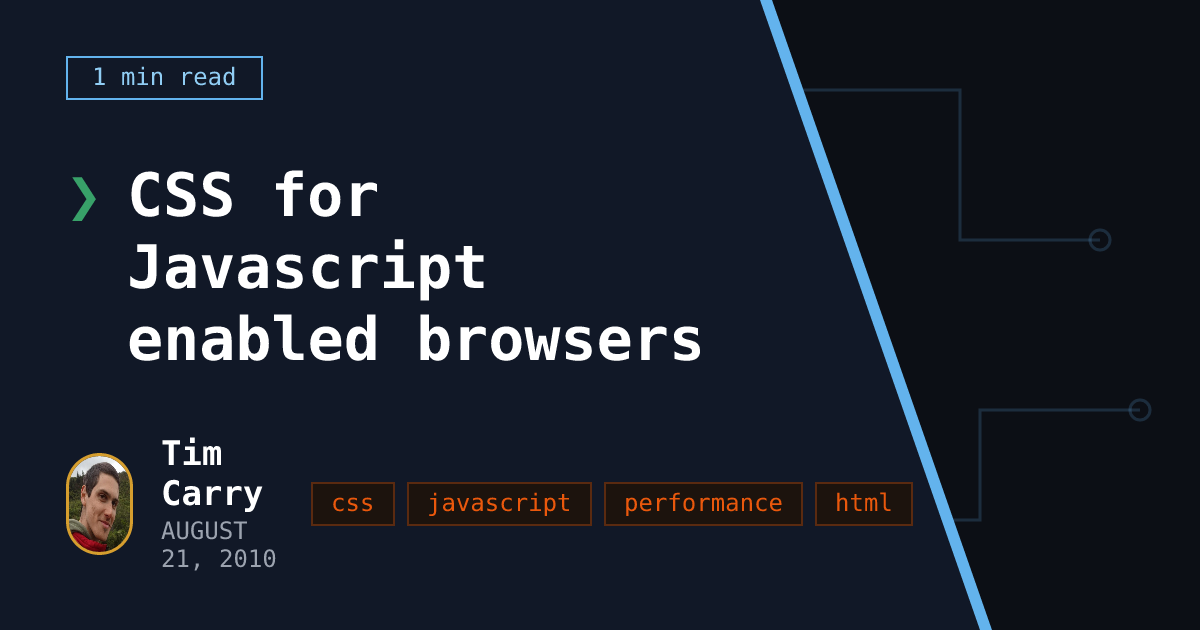 1 min read
❯ CSS for
Javascript
enabled browsers
Tim
Carry
AUGUST
21, 2010
css javascript performance html